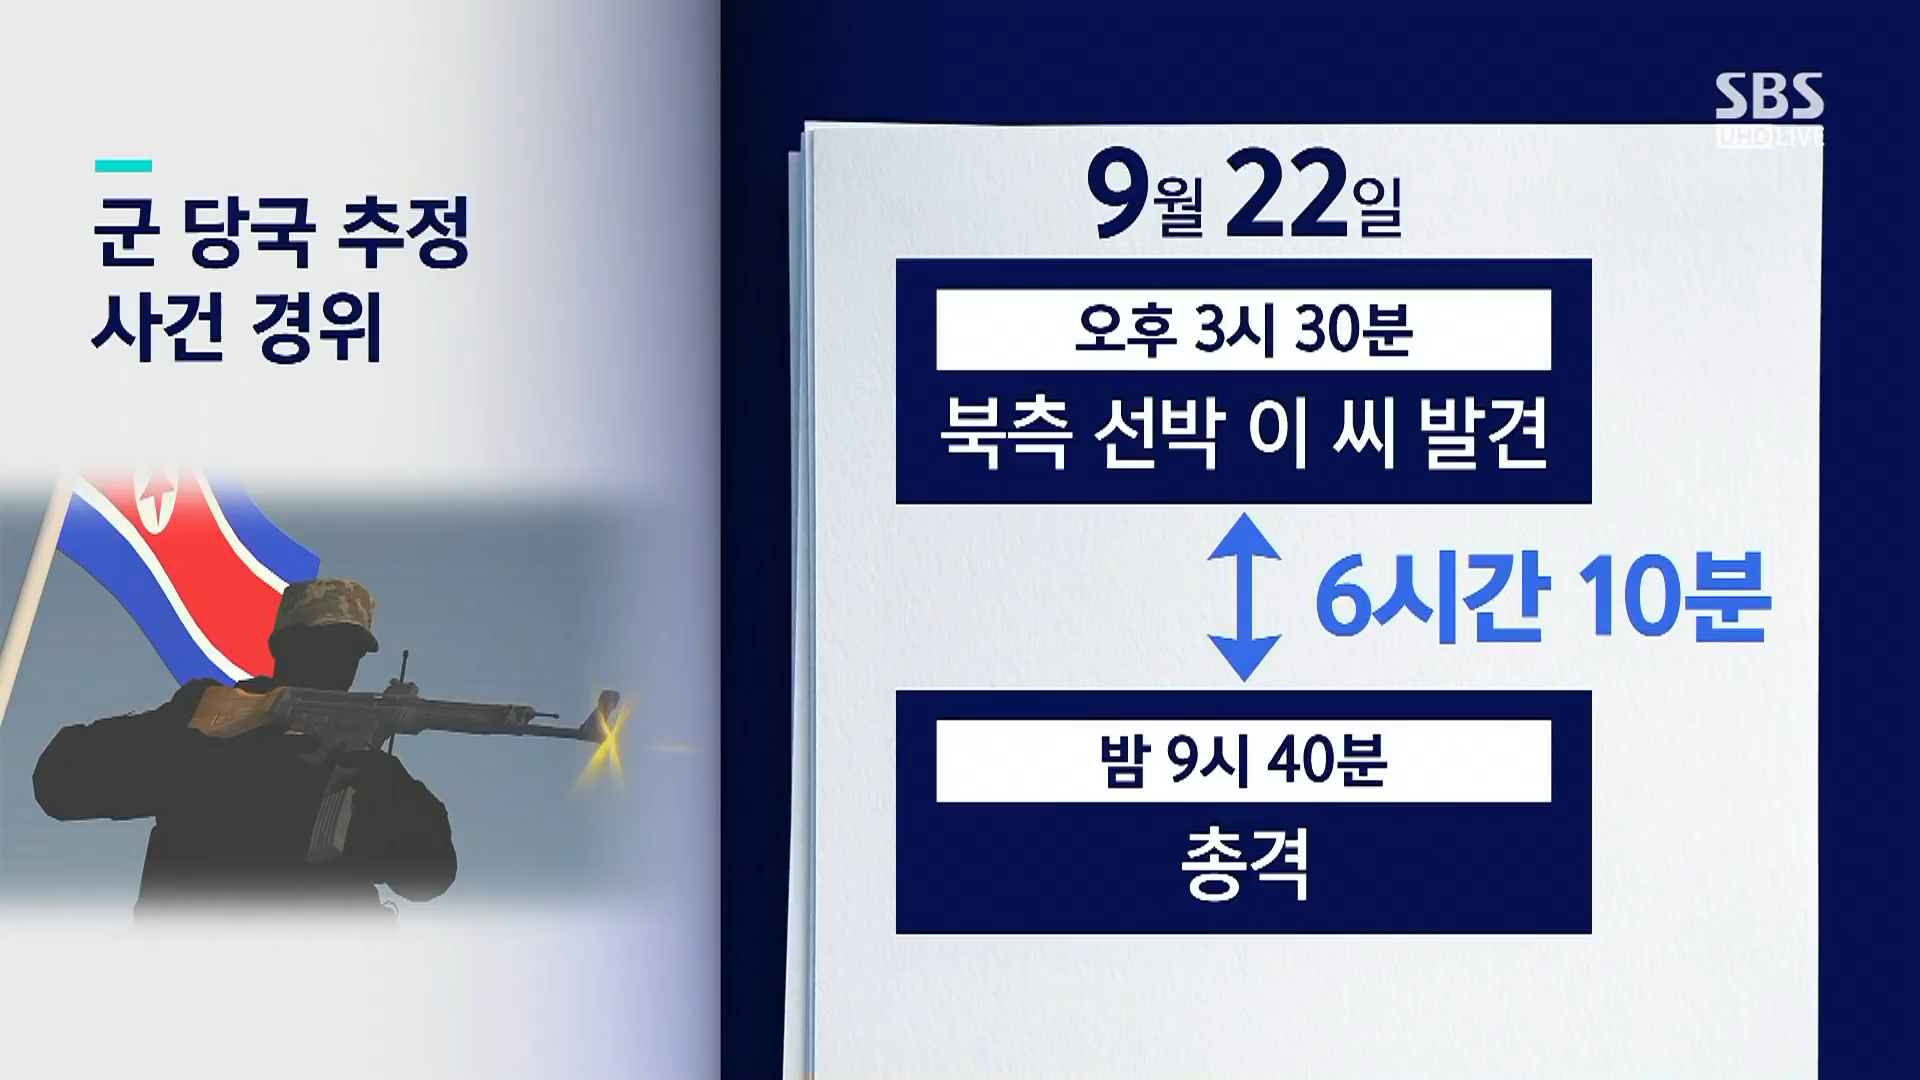 군 당국 추정
사건 경위
SBS
UHD LIVE
9월 22일
오후 3시 30분
북측 선박 이 씨 발견
6시간 10분
밤 9시 40분
총격